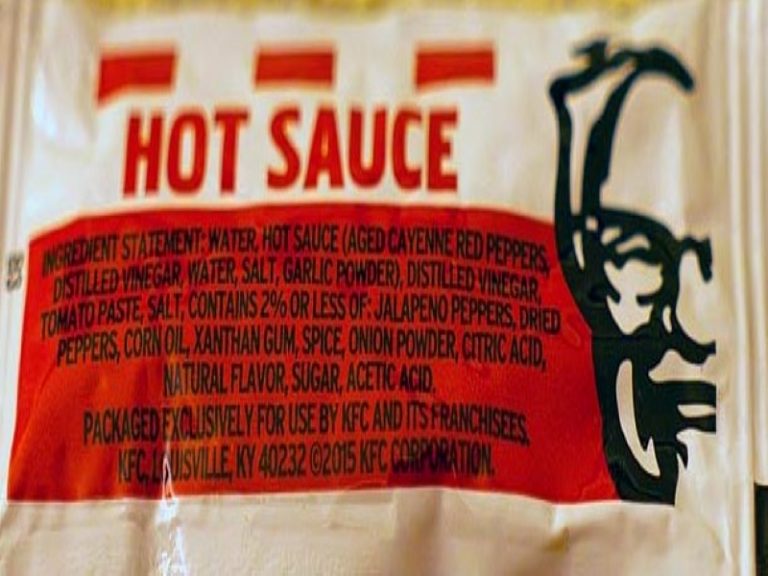 HOT SAUCE
INGREDIENT STATEMENT: WATER, HOT SAUCE (AGED CAYENNE RED PEPPERS,
DISTILLED VINEGAR, WATER, SALT, GARLIC POWDER), DISTILLED VINEGAR,
TOMATO PASTE, SALT, CONTAINS 2% OR LESS OF: JALAPENO PEPPERS, DRIED
PEPPERS, CORN OIL, XANTHAN GUM, SPICE, ONION POWDER, CITRIC ACID,
NATURAL FLAVOR, SUGAR, ACETIC ACID.
PACKAGED EXCLUSIVELY FOR USE BY KFC AND ITS FRANCHISEES.
KFC, LOUISVILLE, KY 40232 ©2015 KFC CORPORATION.